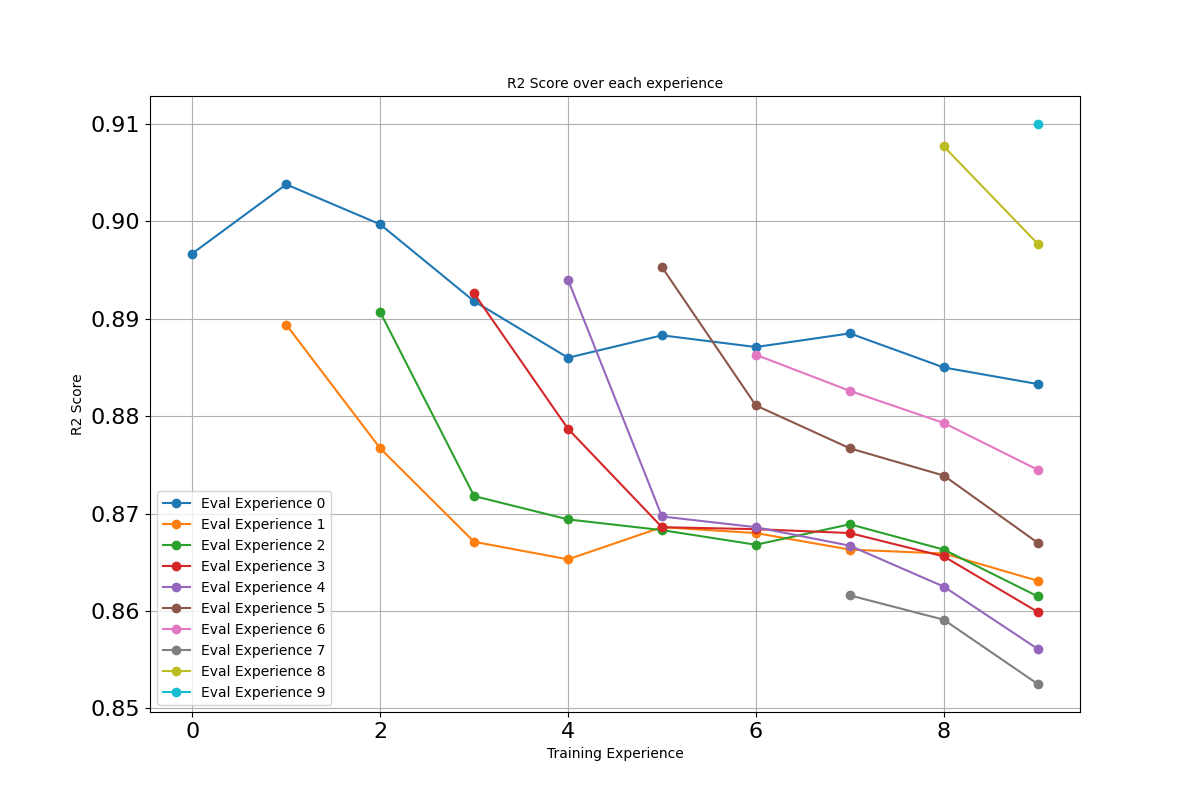 R2 Score over each experience
0.91
0.90
0.89
0.88
0.87
0.86
0.85
R2 Score
Eval Experience 0
Eval Experience 1
Eval Experience 2
Eval Experience 3
Eval Experience 4
Eval Experience 5
Eval Experience 6
Eval Experience 7
Eval Experience 8
Eval Experience 9
0 2 4 6 8
Training Experience